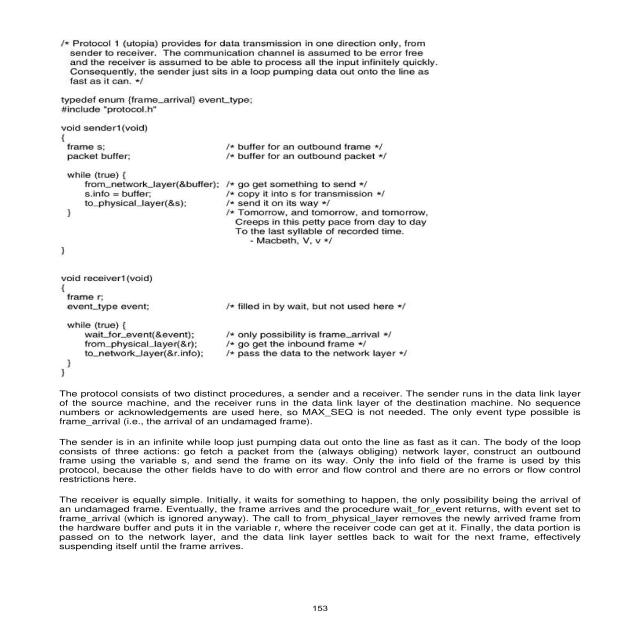 /* Protocol 1 (utopia) provides for data transmission in one direction only, from
sender to receiver. The communication channel is assumed to be error free
and the receiver is assumed to be able to process all the input infinitely quickly.
Consequently, the sender just sits in a loop pumping data out onto the line as
fast as it can. */
typedef enum {frame_arrival} event_type;
#include "protocol.h"
void sender1(void)
{
frame s; /* buffer for an outbound frame */
packet buffer; /* buffer for an outbound packet */
while (true) {
from_network_layer(&buffer); /* go get something to send */
s.info = buffer; /* copy it into s for transmission */
to_physical_layer(&s); /* send it on its way */
} /* Tomorrow, and tomorrow, and tomorrow,
Creeps in this petty pace from day to day
To the last syllable of recorded time.
- Macbeth, V, v */
}
void receiver1(void)
{
frame r;
event_type event; /* filled in by wait, but not used here */
while (true) {
wait_for_event(&event); /* only possibility is frame_arrival */
from_physical_layer(&r); /* go get the inbound frame */
to_network_layer(&r.info); /* pass the data to the network layer */
}
}
The protocol consists of two distinct procedures, a sender and a receiver. The sender runs in the data link layer
of the source machine, and the receiver runs in the data link layer of the destination machine. No sequence
numbers or acknowledgements are used here, so MAX_SEQ is not needed. The only event type possible is
frame_arrival (i.e., the arrival of an undamaged frame).
The sender is in an infinite while loop just pumping data out onto the line as fast as it can. The body of the loop
consists of three actions: go fetch a packet from the (always obliging) network layer, construct an outbound
frame using the variable s, and send the frame on its way. Only the info field of the frame is used by this
protocol, because the other fields have to do with error and flow control and there are no errors or flow control
restrictions here.
The receiver is equally simple. Initially, it waits for something to happen, the only possibility being the arrival of
an undamaged frame. Eventually, the frame arrives and the procedure wait_for_event returns, with event set to
frame_arrival (which is ignored anyway). The call to from_physical_layer removes the newly arrived frame from
the hardware buffer and puts it in the variable r, where the receiver code can get at it. Finally, the data portion is
passed on to the network layer, and the data link layer settles back to wait for the next frame, effectively
suspending itself until the frame arrives.
153